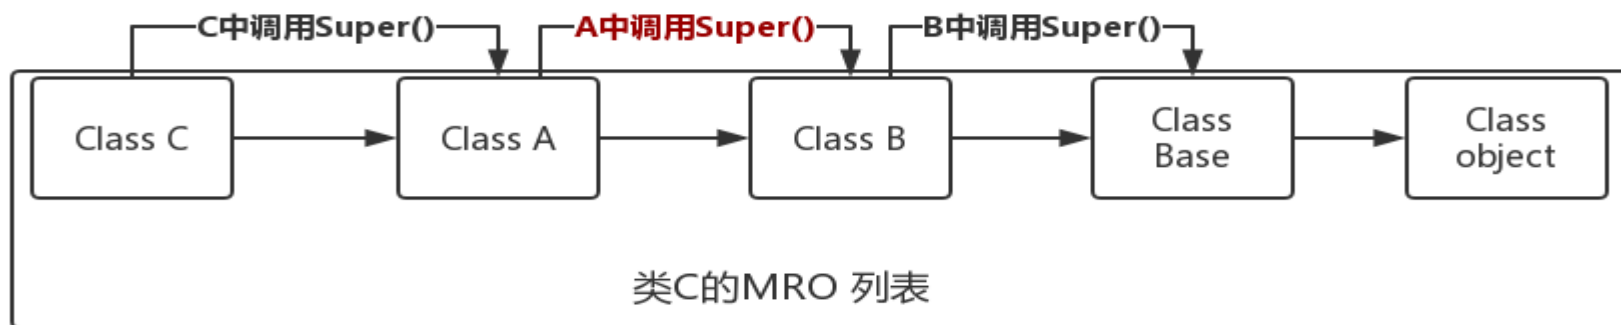 C中调用Super()
A中调用Super()
B中调用Super()
Class C
Class A
Class B
Class
Base
Class
object
类C的MRO 列表